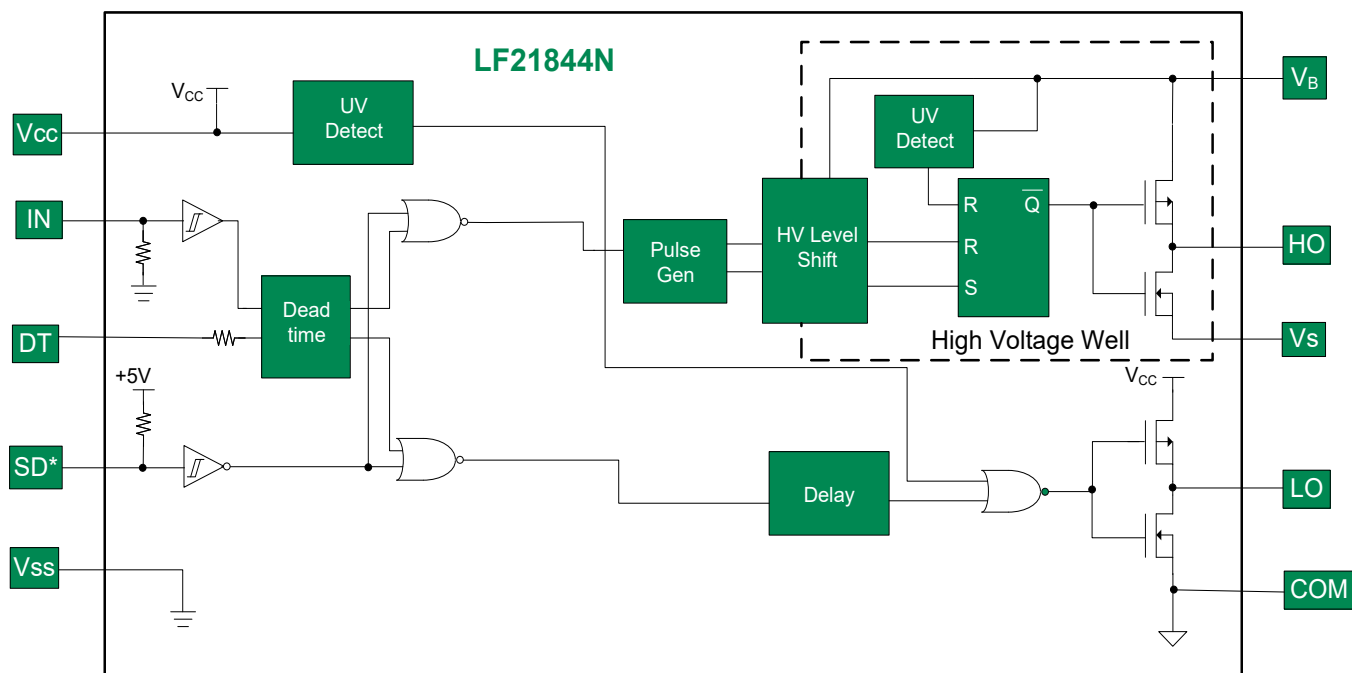 LF21844N
VCC
Vcc
UV
Detect
VB
UV
Detect
IN
R
Q
R
S
HV Level
Shift
Pulse
Gen
HO
Dead
time
DT
High Voltage Well
Vs
+5V
VCC
SD*
Delay
LO
Vss
COM